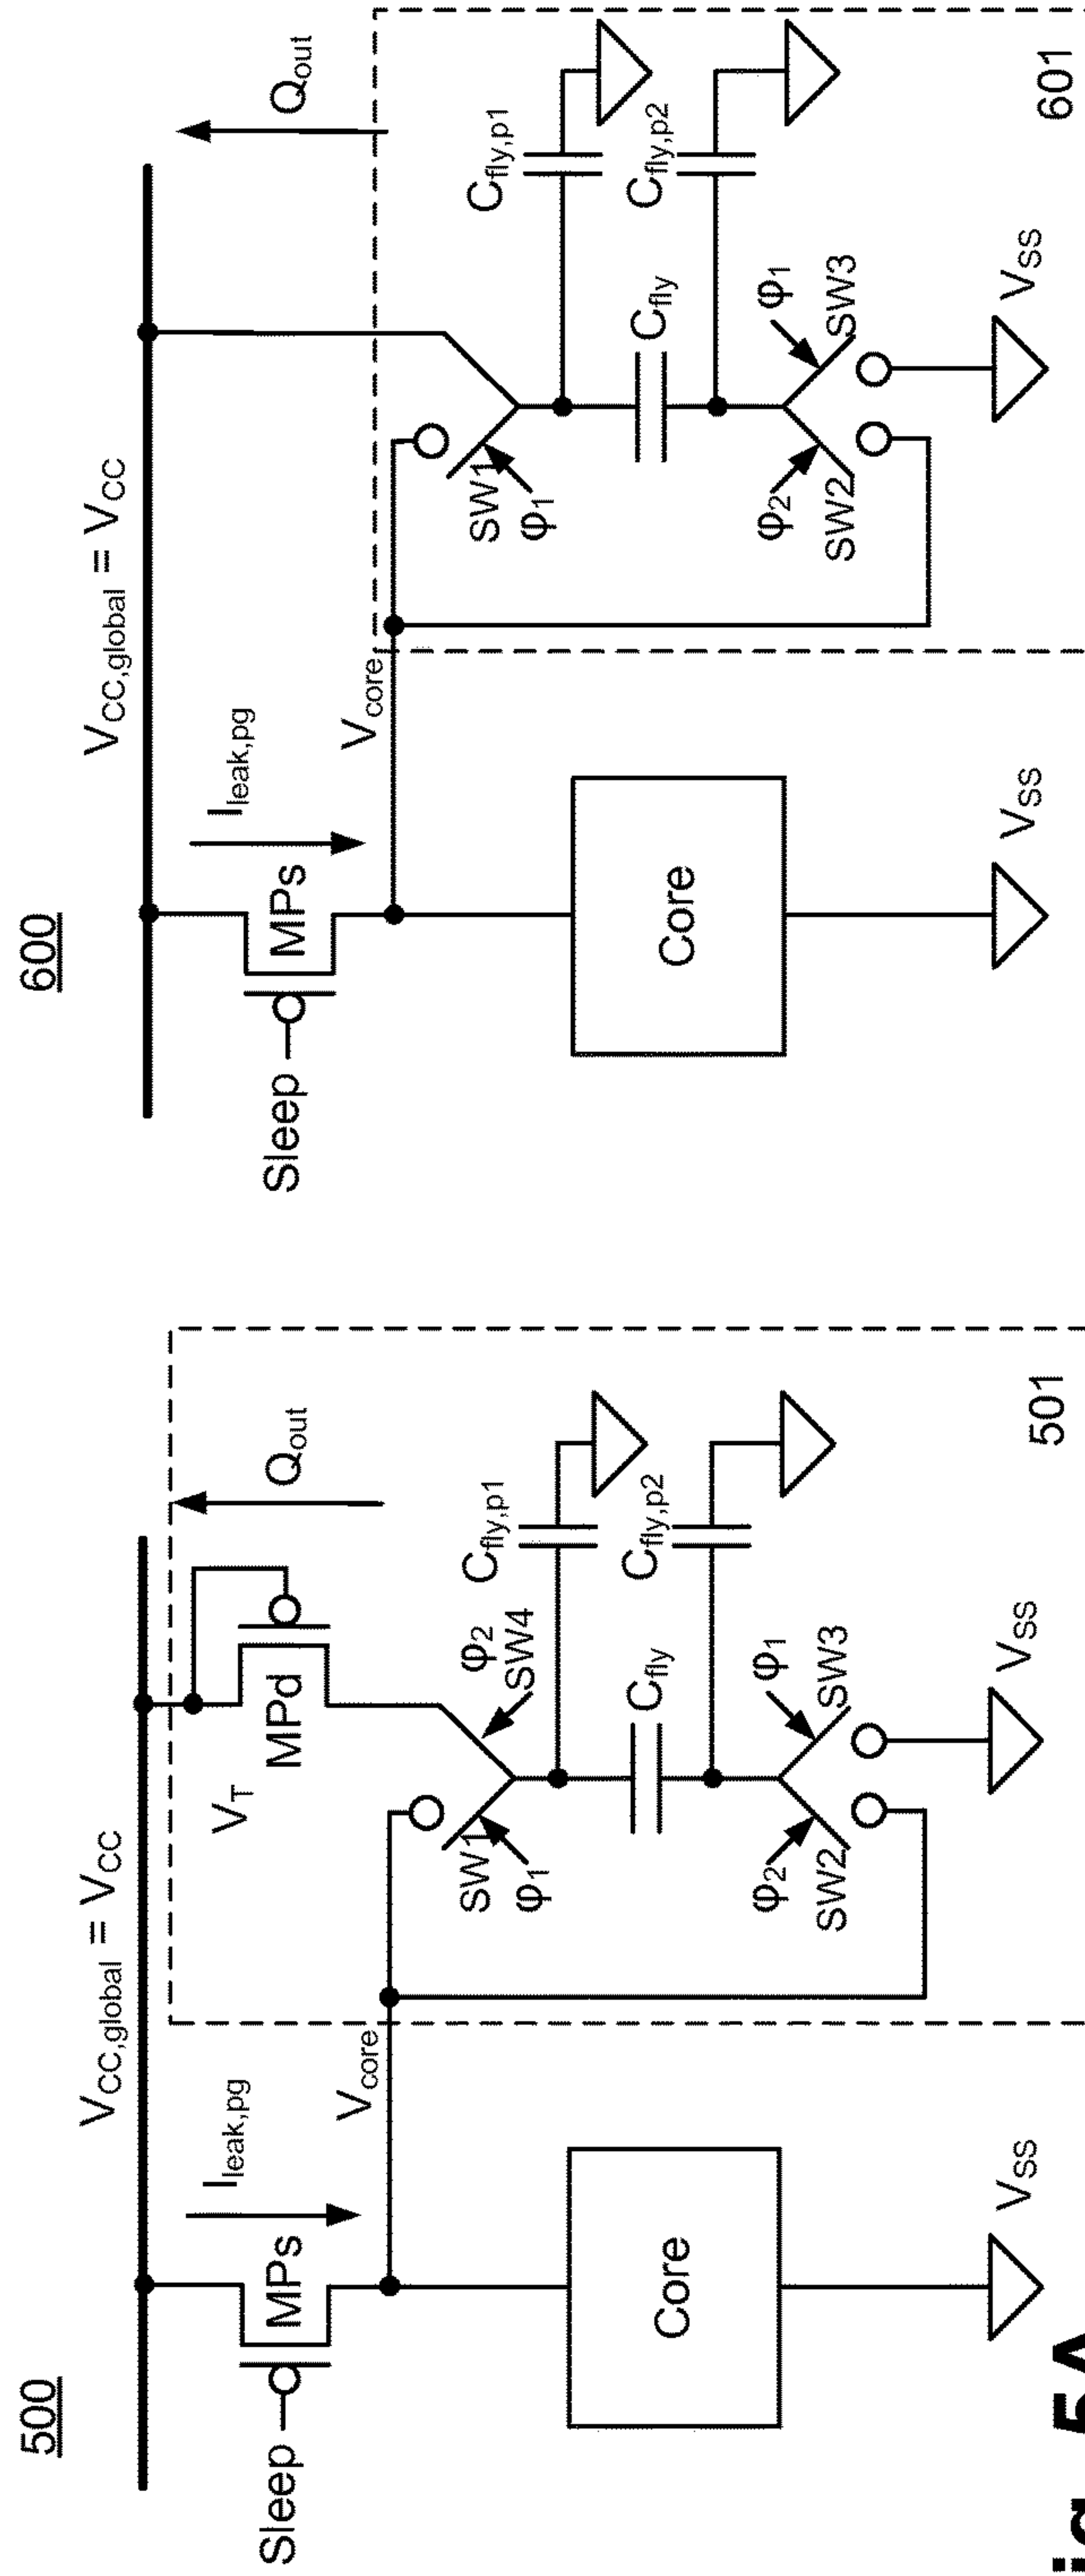 500
V_CC,global = V_CC
Sleep
MPs
I_leak,pg
V_T
MPd
Q_out
V_core
SW1
φ1
φ2
SW4
C_fly,p1
C_fly
C_fly,p2
Core
φ2
SW2
φ1
SW3
V_SS
V_SS
501
600
V_CC,global = V_CC
Sleep
MPs
I_leak,pg
Q_out
V_core
SW1
φ1
C_fly,p1
C_fly
C_fly,p2
Core
φ2
SW2
φ1
SW3
V_SS
V_SS
601